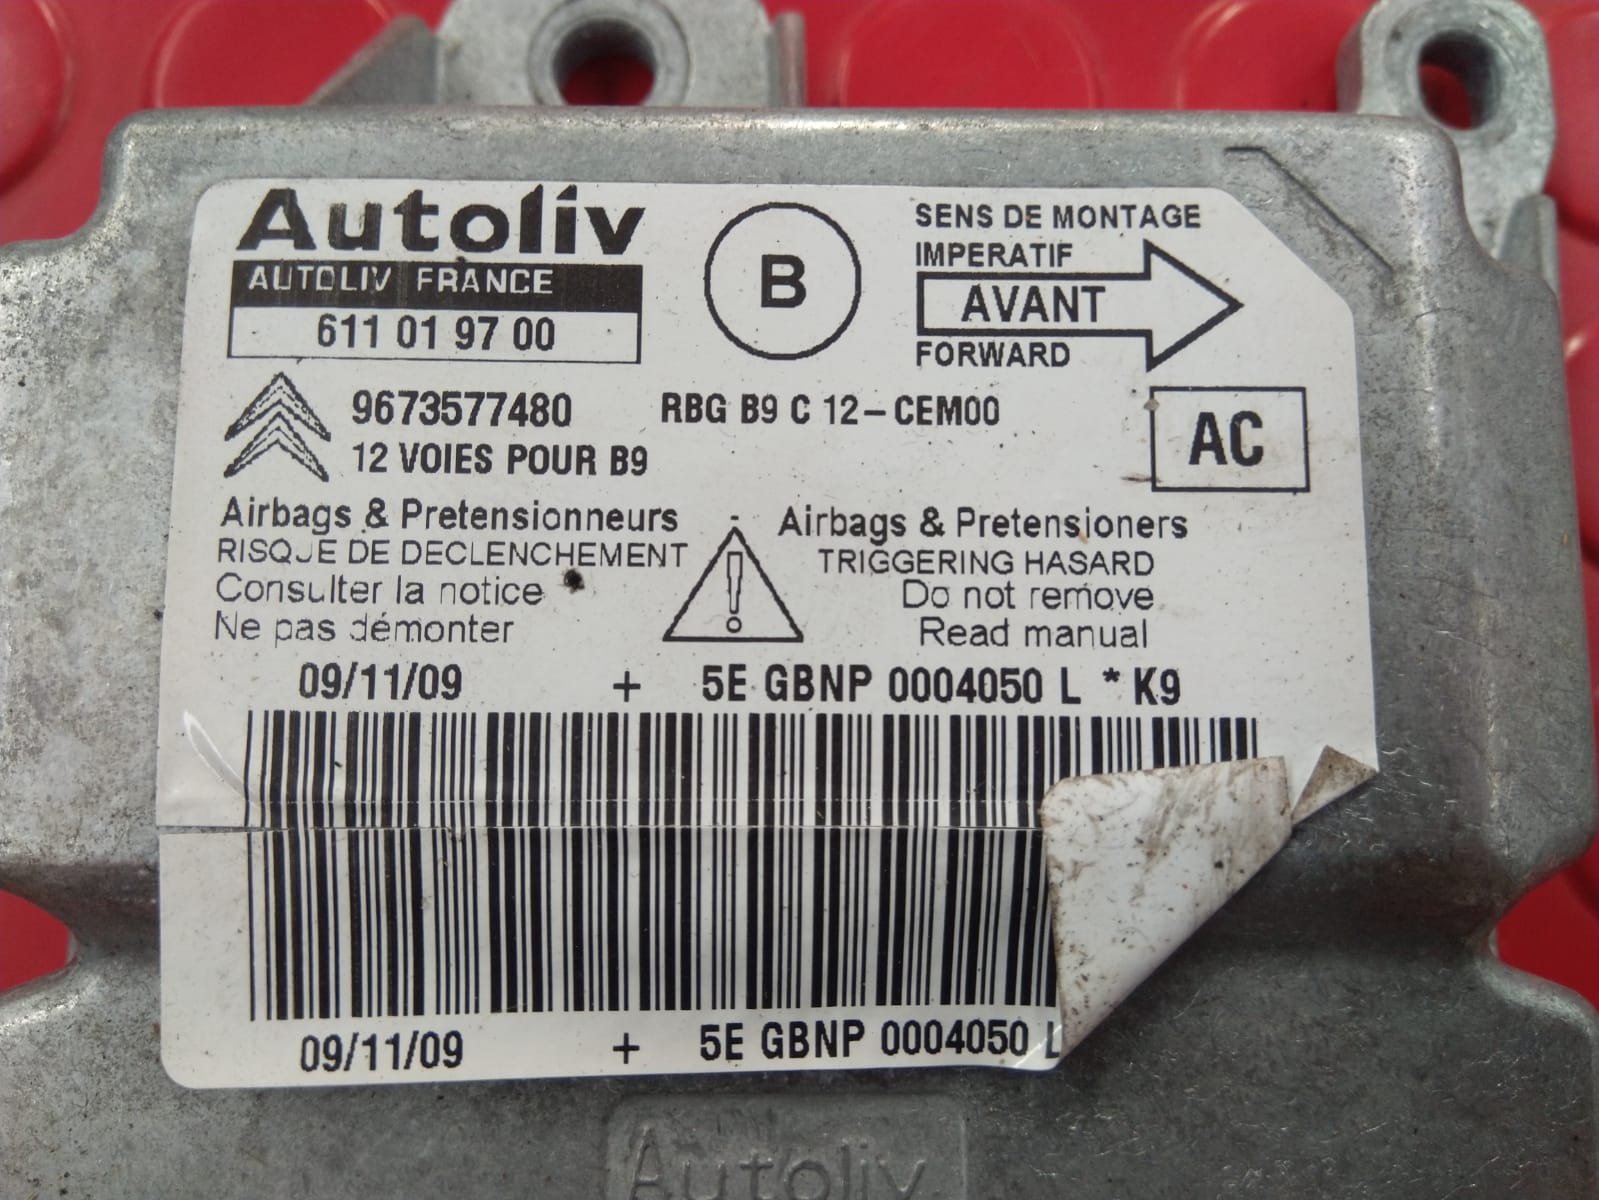 Autoliv
AUTOLIV FRANCE
611 01 97 00
B
SENS DE MONTAGE
IMPERATIF
AVANT
FORWARD
9673577480 RBG B9 C 12-CEM00
12 VOIES POUR B9
AC
Airbags & Pretensionneurs - Airbags & Pretensioners
RISQUE DE DECLENCHEMENT TRIGGERING HASARD
Consulter la notice Do not remove
Ne pas démonter Read manual
09/11/09 + 5E GBNP 0004050 L * K9
09/11/09 + 5E GBNP 0004050 L
Autoliv